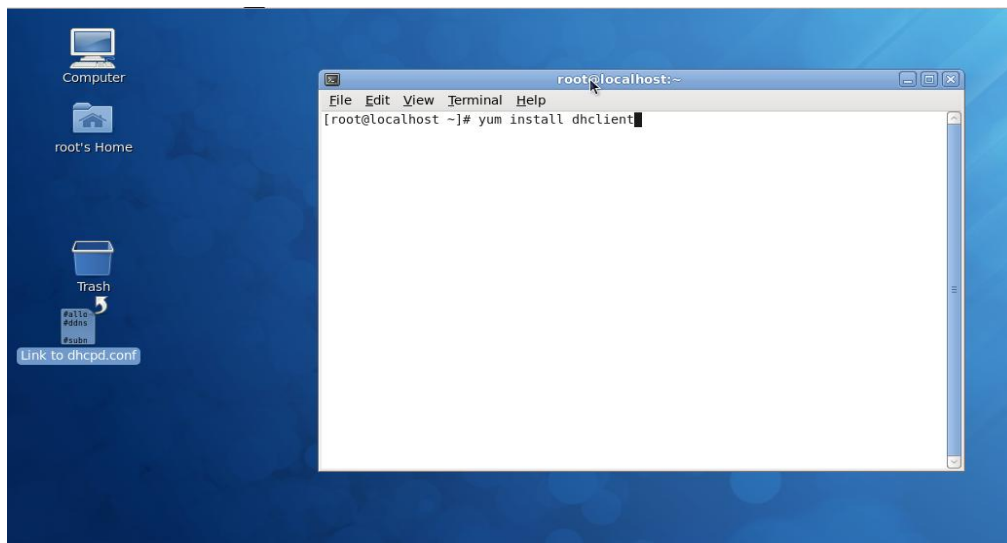 Computer
root's Home
Trash
#allo
#ddns
#subn
Link to dhcpd.conf
root@localhost:~
File Edit View Terminal Help
[root@localhost ~]# yum install dhclient